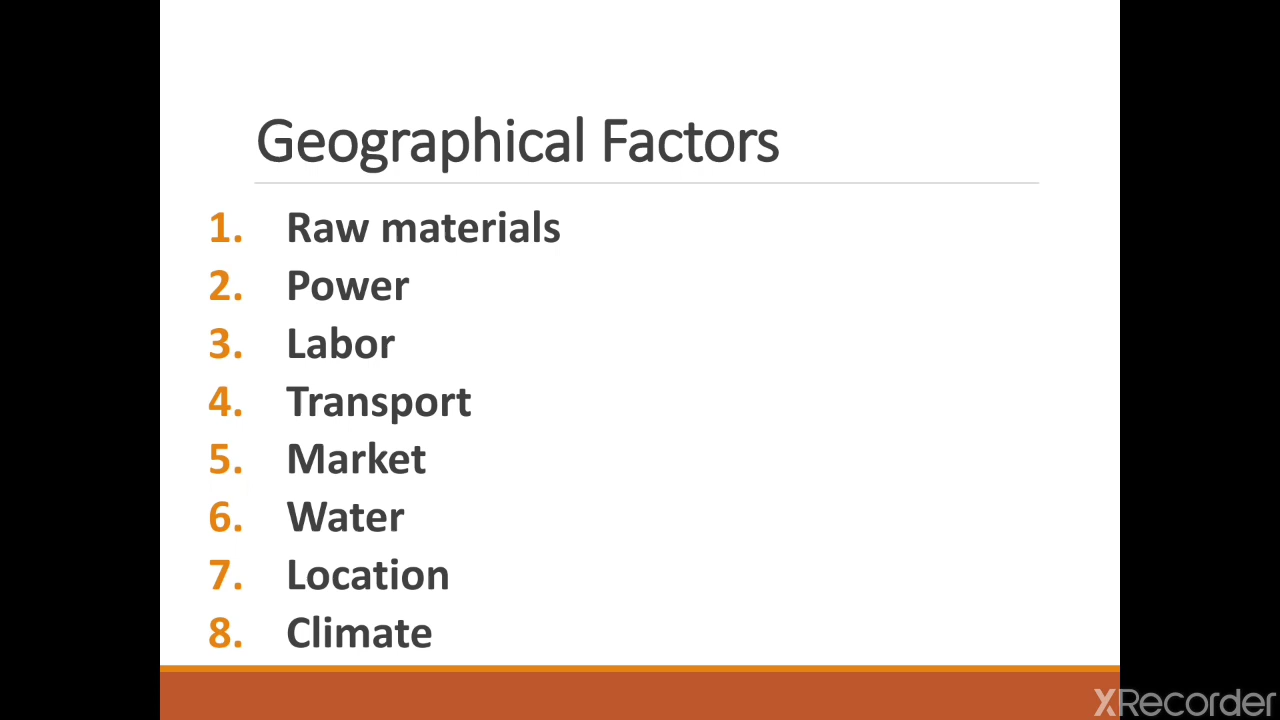 Geographical Factors
1. Raw materials
2. Power
3. Labor
4. Transport
5. Market
6. Water
7. Location
8. Climate
XRecorder